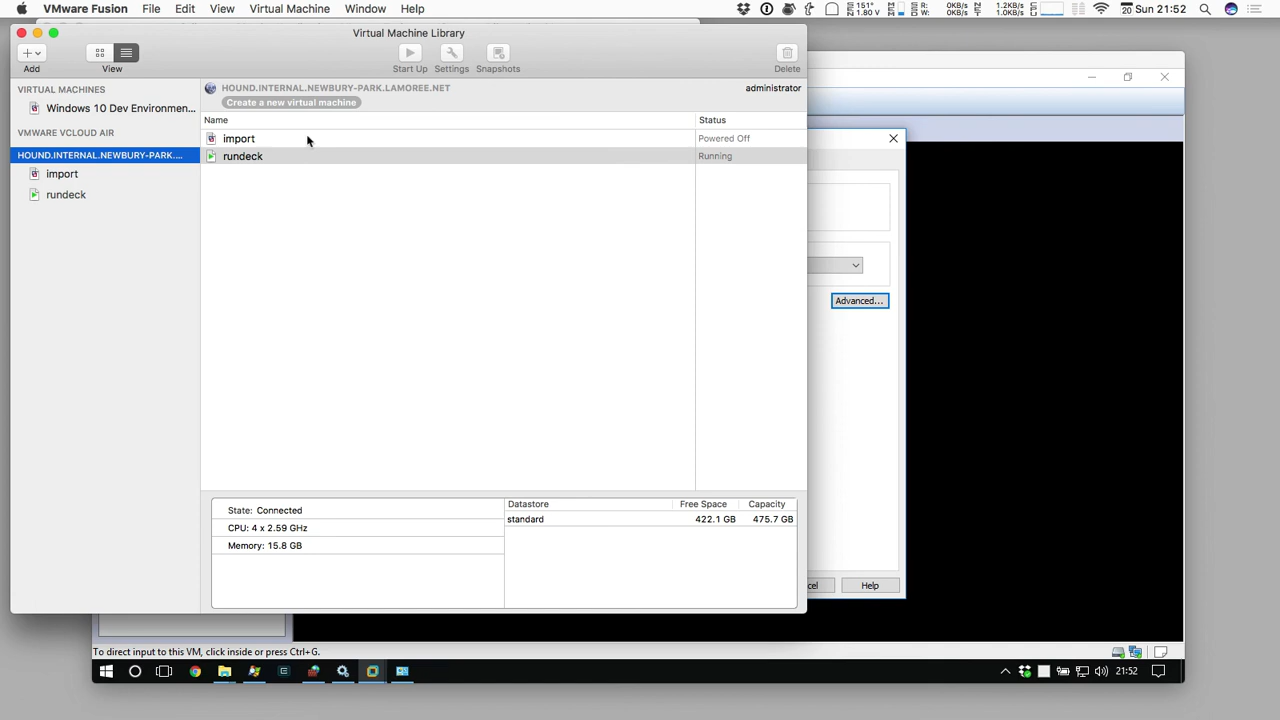 VMware Fusion File Edit View Virtual Machine Window Help
151° 1.80 V
R: 0KB/s W: 0KB/s
1.2KB/s 0.1KB/s
20 Sun 21:52
Virtual Machine Library
Add View Start Up Settings Snapshots Delete
VIRTUAL MACHINES
Windows 10 Dev Environmen...
VMWARE VCLOUD AIR
HOUND.INTERNAL.NEWBURY-PARK....
import
rundeck
HOUND.INTERNAL.NEWBURY-PARK.LAMOREE.NET administrator
Create a new virtual machine
Name Status
import Powered Off
rundeck Running
State: Connected
CPU: 4 x 2.59 GHz
Memory: 15.8 GB
Datastore Free Space Capacity
standard 422.1 GB 475.7 GB
Advanced...
cel Help
To direct input to this VM, click inside or press Ctrl+G.
21:52